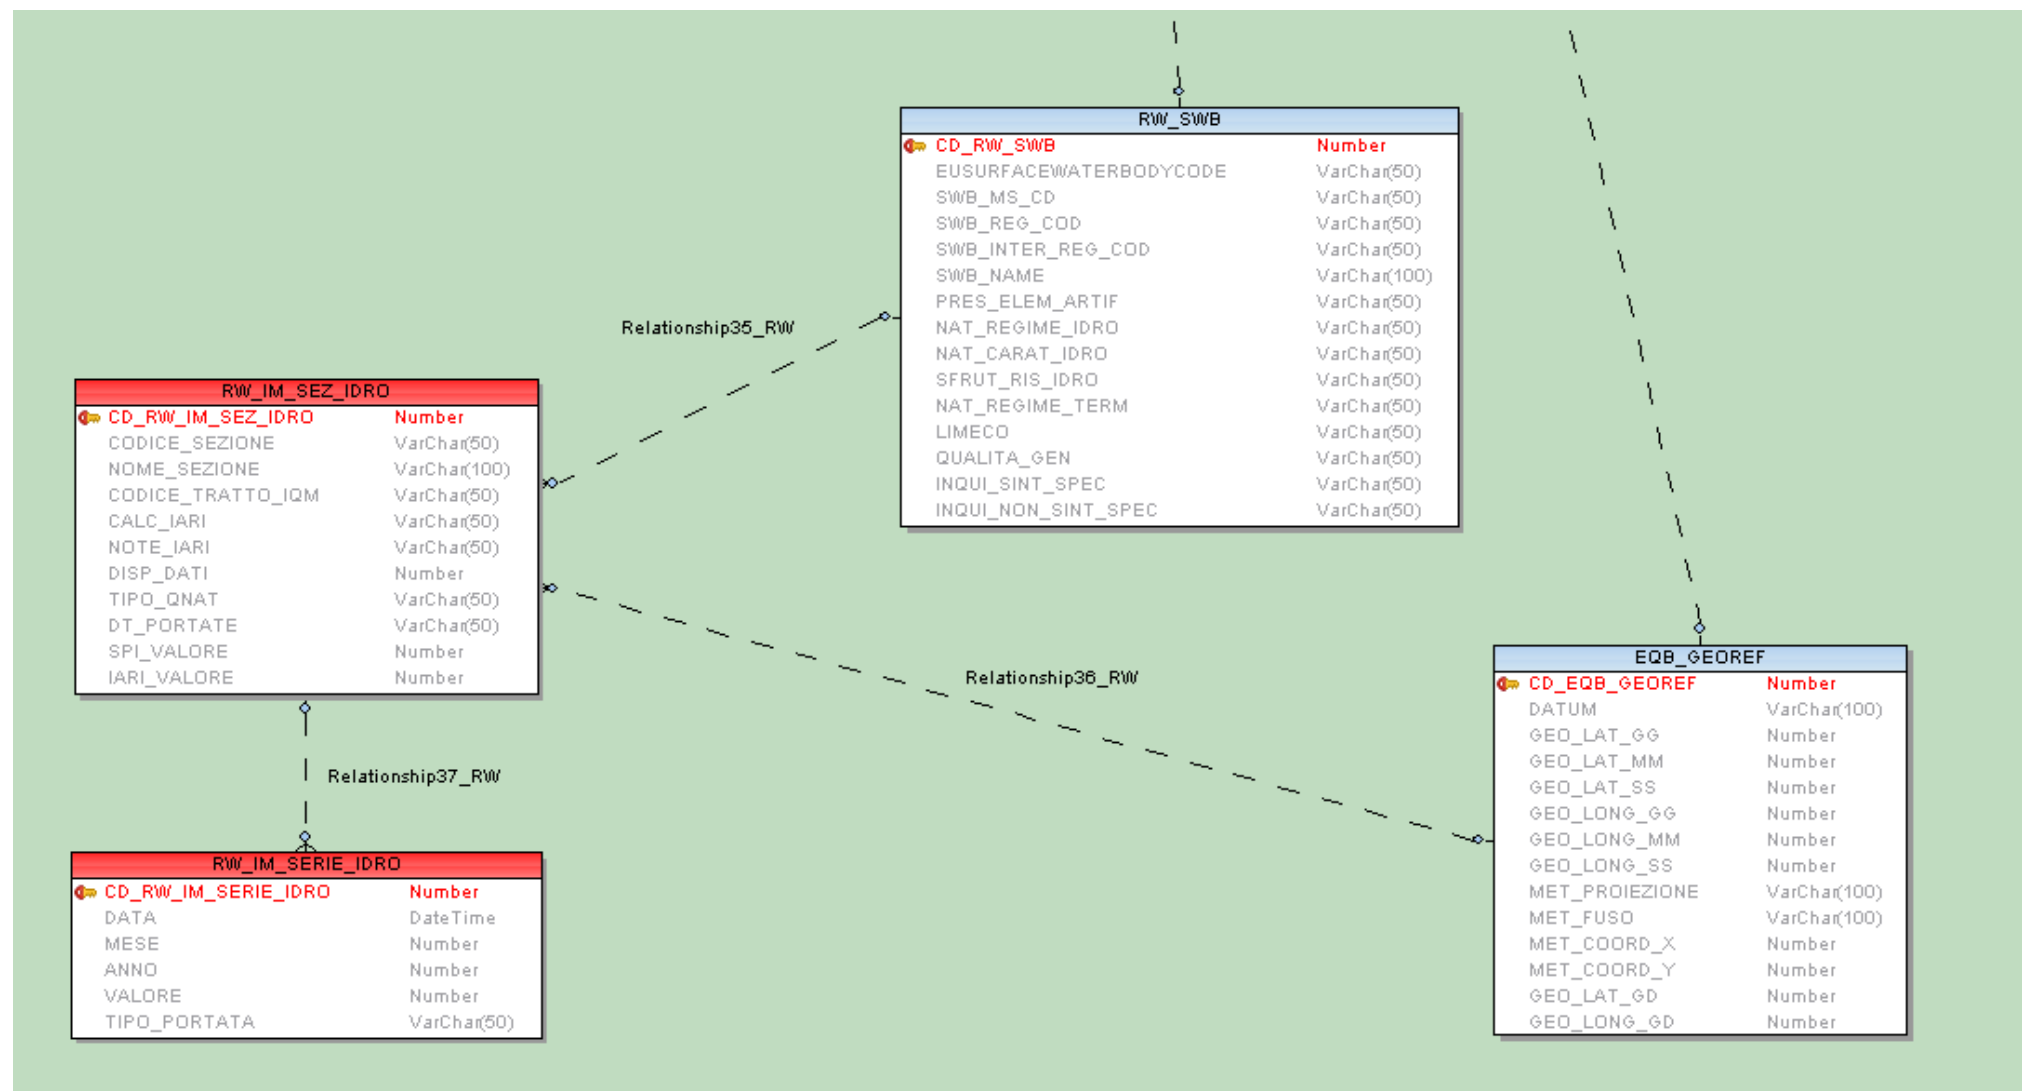 RW_SWB
CD_RW_SWB Number
EUSURFACEWATERBODYCODE VarChar(50)
SWB_MS_CD VarChar(50)
SWB_REG_COD VarChar(50)
SWB_INTER_REG_COD VarChar(50)
SWB_NAME VarChar(100)
PRES_ELEM_ARTIF VarChar(50)
NAT_REGIME_IDRO VarChar(50)
NAT_CARAT_IDRO VarChar(50)
SFRUT_RIS_IDRO VarChar(50)
NAT_REGIME_TERM VarChar(50)
LIMECO VarChar(50)
QUALITA_GEN VarChar(50)
INQUI_SINT_SPEC VarChar(50)
INQUI_NON_SINT_SPEC VarChar(50)
Relationship35_RW
RW_IM_SEZ_IDRO
CD_RW_IM_SEZ_IDRO Number
CODICE_SEZIONE VarChar(50)
NOME_SEZIONE VarChar(100)
CODICE_TRATTO_IQM VarChar(50)
CALC_IARI VarChar(50)
NOTE_IARI VarChar(50)
DISP_DATI Number
TIPO_QNAT VarChar(50)
DT_PORTATE VarChar(50)
SPI_VALORE Number
IARI_VALORE Number
Relationship36_RW
EQB_GEOREF
CD_EQB_GEOREF Number
DATUM VarChar(100)
GEO_LAT_GG Number
GEO_LAT_MM Number
GEO_LAT_SS Number
GEO_LONG_GG Number
GEO_LONG_MM Number
GEO_LONG_SS Number
MET_PROIEZIONE VarChar(100)
MET_FUSO VarChar(100)
MET_COORD_X Number
MET_COORD_Y Number
GEO_LAT_GD Number
GEO_LONG_GD Number
Relationship37_RW
RW_IM_SERIE_IDRO
CD_RW_IM_SERIE_IDRO Number
DATA DateTime
MESE Number
ANNO Number
VALORE Number
TIPO_PORTATA VarChar(50)